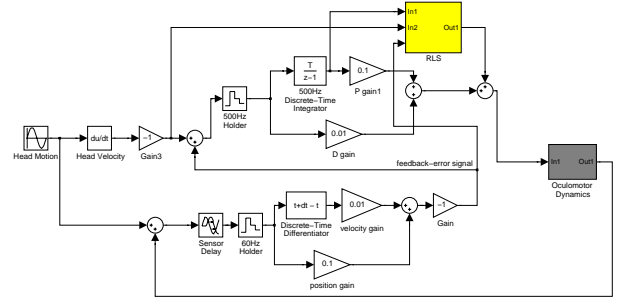 In1
In2
Out1
RLS
T
z−1
500Hz
Discrete−Time
Integrator
0.1
P gain1
500Hz
Holder
0.01
D gain
Head Motion
du/dt
Head Velocity
−1
Gain3
feedback−error signal
In1
Out1
Oculomotor
Dynamics
Sensor
Delay
60Hz
Holder
t+dt − t
Discrete−Time
Differentiator
0.01
velocity gain
−1
Gain
0.1
position gain